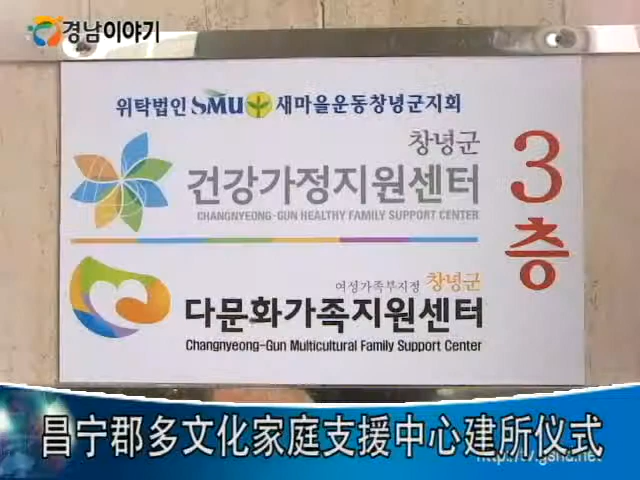 경남이야기
위탁법인 SMU 새마을운동창녕군지회
창녕군
건강가정지원센터
CHANGNYEONG-GUN HEALTHY FAMILY SUPPORT CENTER
3층
여성가족부지정 창녕군
다문화가족지원센터
Changnyeong-Gun Multicultural Family Support Center
昌宁郡多文化家庭支援中心建所仪式
http://tv.gsnd.net